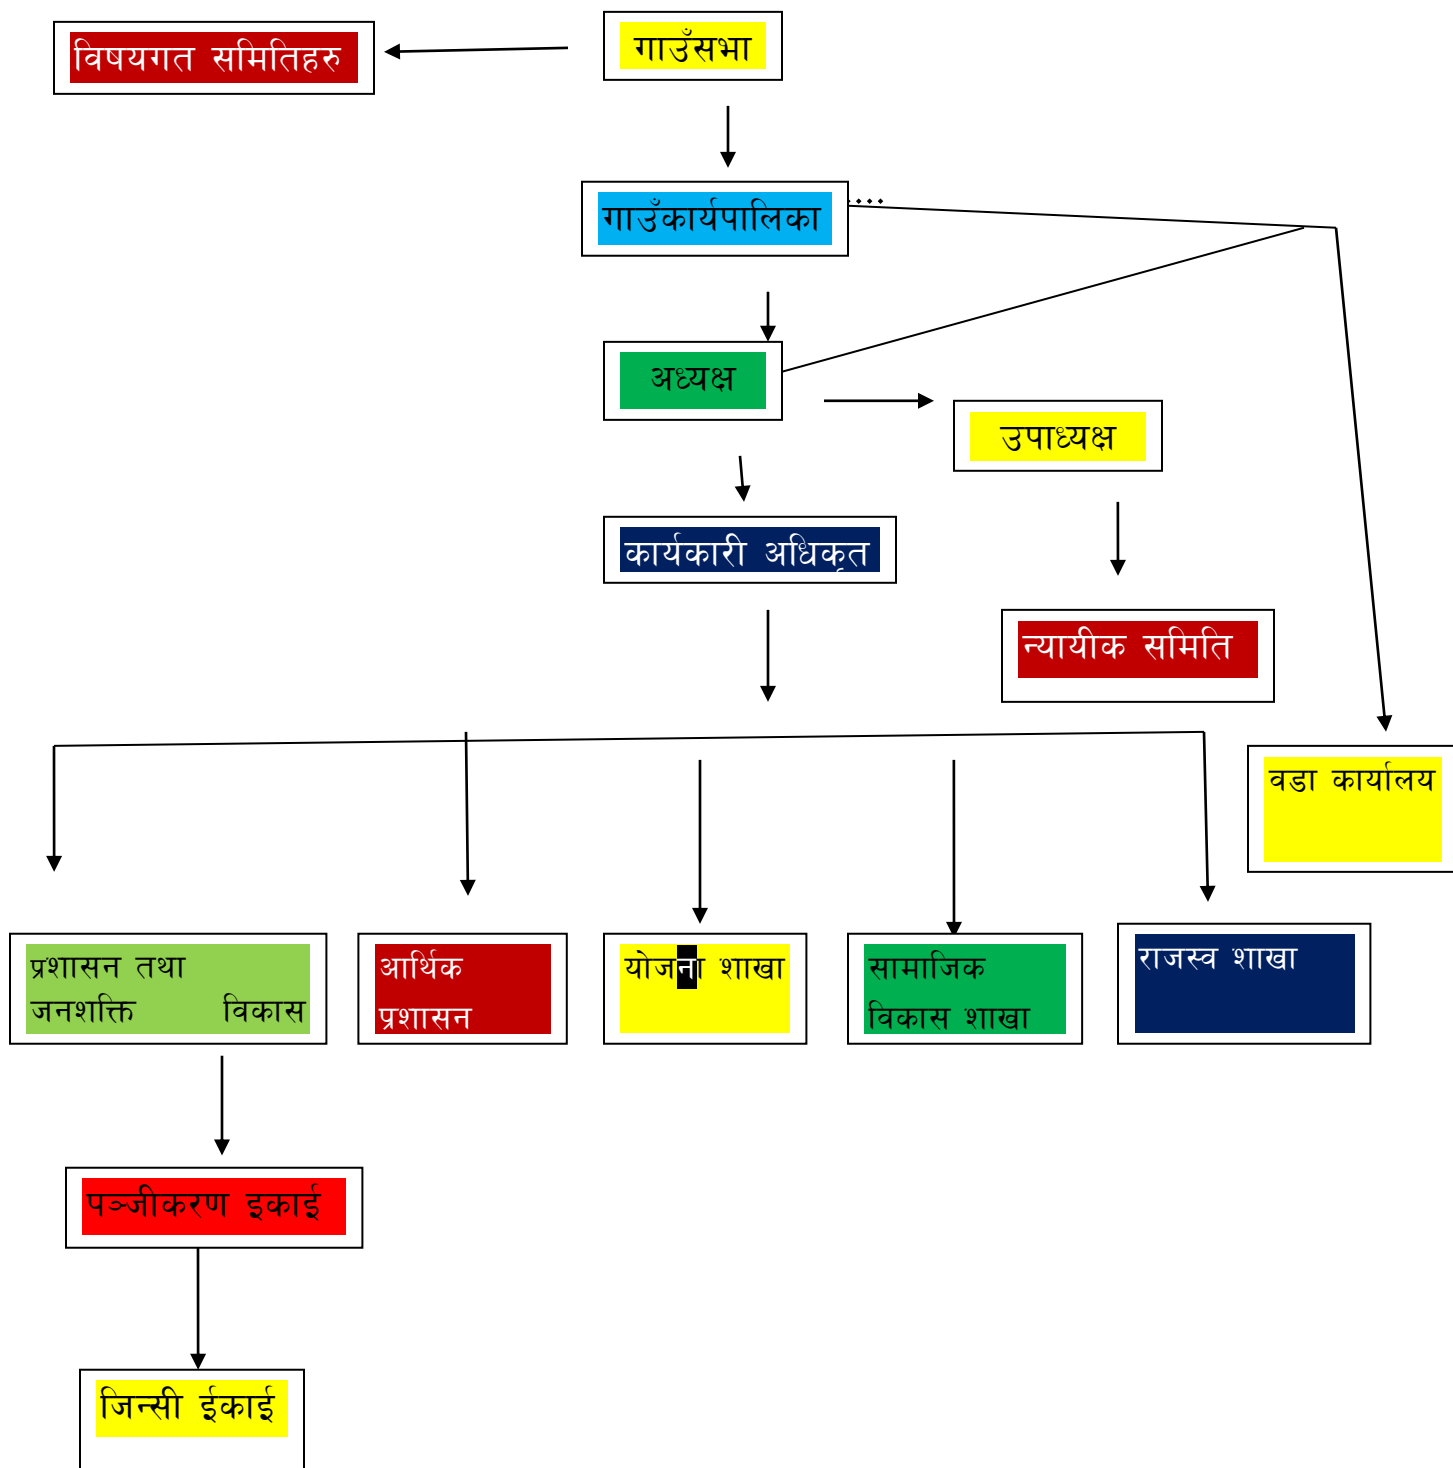 विषयगत समितिहरु
गाउँसभा
गाउँकार्यपालिका
अध्यक्ष
उपाध्यक्ष
कार्यकारी अधिकृत
न्यायीक समिति
वडा कार्यालय
प्रशासन तथा
जनशक्ति विकास
आर्थिक
प्रशासन
योजना शाखा
सामाजिक
विकास शाखा
राजस्व शाखा
पञ्जीकरण इकाई
जिन्सी ईकाई